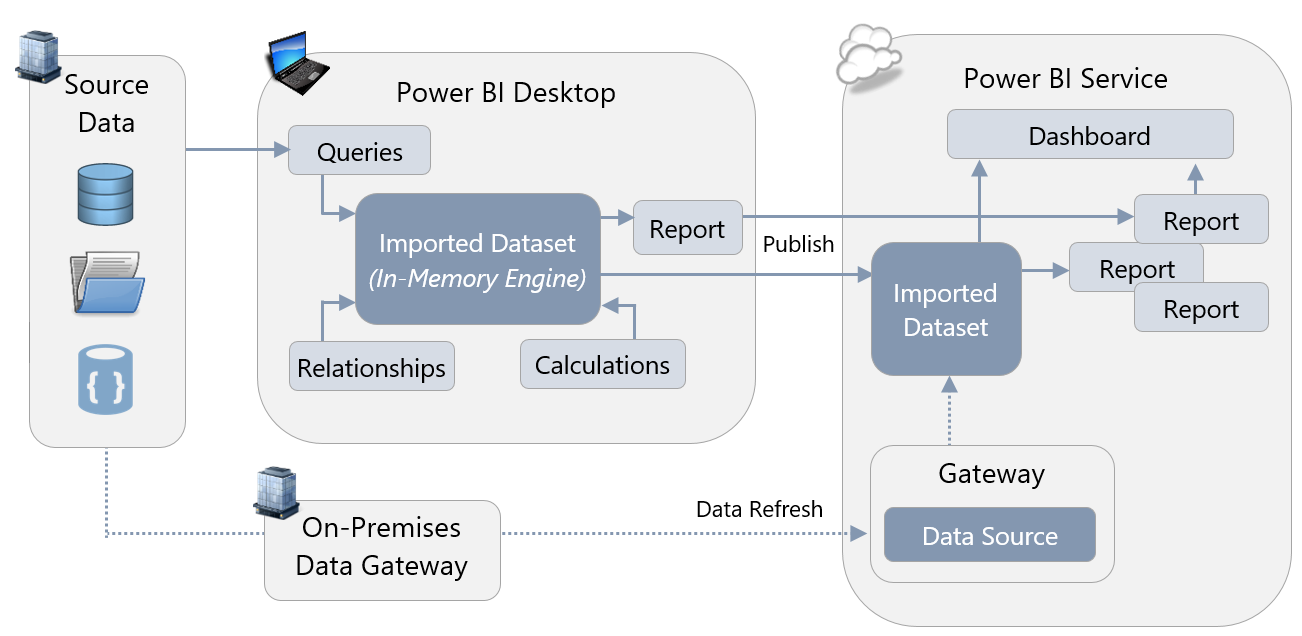 Source
Data
{ }
Power BI Desktop
Queries
Imported Dataset
(In-Memory Engine)
Report
Relationships
Calculations
Publish
Power BI Service
Dashboard
Report
Report
Report
Imported
Dataset
Gateway
Data Source
On-Premises
Data Gateway
Data Refresh